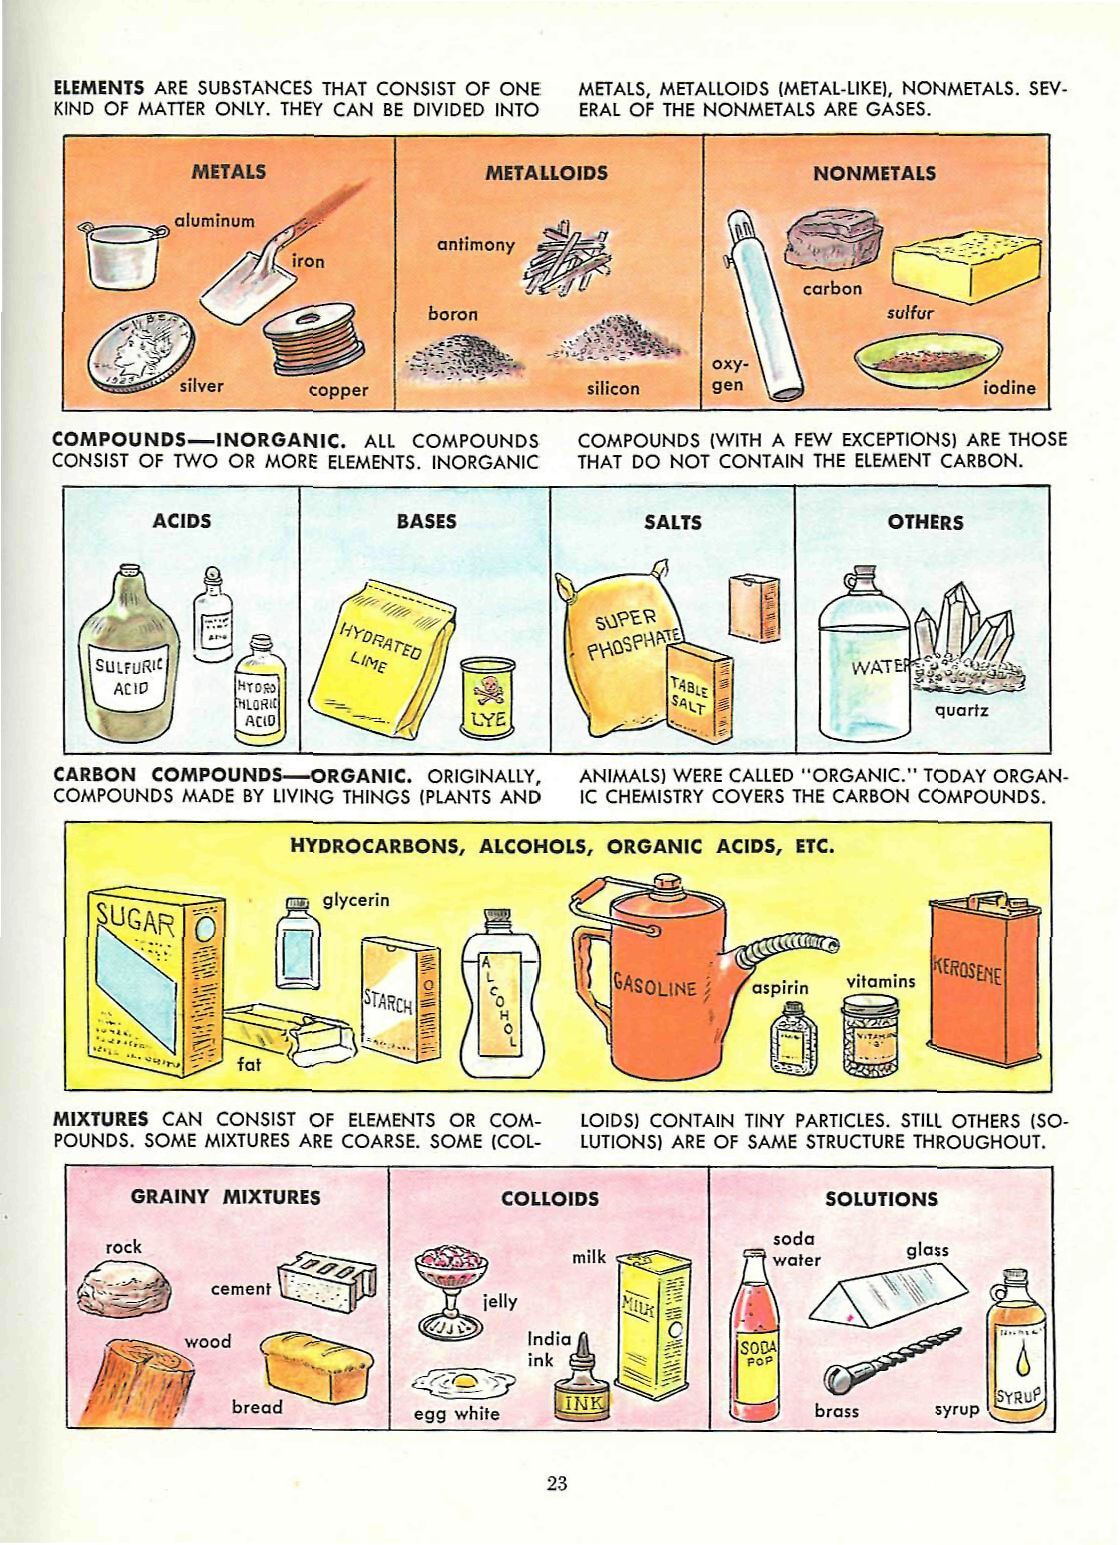 ELEMENTS ARE SUBSTANCES THAT CONSIST OF ONE
KIND OF MATTER ONLY. THEY CAN BE DIVIDED INTO
METALS, METALLOIDS (METAL-LIKE), NONMETALS. SEV-
ERAL OF THE NONMETALS ARE GASES.
METALS
aluminum
iron
LIBERTY
1923
silver
copper
METALLOIDS
antimony
boron
silicon
NONMETALS
carbon
sulfur
oxy-
gen
iodine
COMPOUNDS—INORGANIC. ALL COMPOUNDS
CONSIST OF TWO OR MORE ELEMENTS. INORGANIC
COMPOUNDS (WITH A FEW EXCEPTIONS) ARE THOSE
THAT DO NOT CONTAIN THE ELEMENT CARBON.
ACIDS
SULFURIC
ACID
HYDRO
CHLORIC
ACID
BASES
HYDRATED
LIME
LYE
SALTS
SUPER
PHOSPHATE
TABLE
SALT
OTHERS
WATER
quartz
CARBON COMPOUNDS—ORGANIC. ORIGINALLY,
COMPOUNDS MADE BY LIVING THINGS (PLANTS AND
ANIMALS) WERE CALLED "ORGANIC." TODAY ORGAN-
IC CHEMISTRY COVERS THE CARBON COMPOUNDS.
HYDROCARBONS, ALCOHOLS, ORGANIC ACIDS, ETC.
SUGAR
glycerin
fat
STARCH
ALCOHOL
GASOLINE
aspirin
vitamins
KEROSENE
MIXTURES CAN CONSIST OF ELEMENTS OR COM-
POUNDS. SOME MIXTURES ARE COARSE. SOME (COL-
LOIDS) CONTAIN TINY PARTICLES. STILL OTHERS (SO-
LUTIONS) ARE OF SAME STRUCTURE THROUGHOUT.
GRAINY MIXTURES
rock
cement
wood
bread
COLLOIDS
milk
MILK
jelly
India
ink
INK
egg white
SOLUTIONS
soda
water
SODA
POP
glass
brass
syrup
SYRUP
23